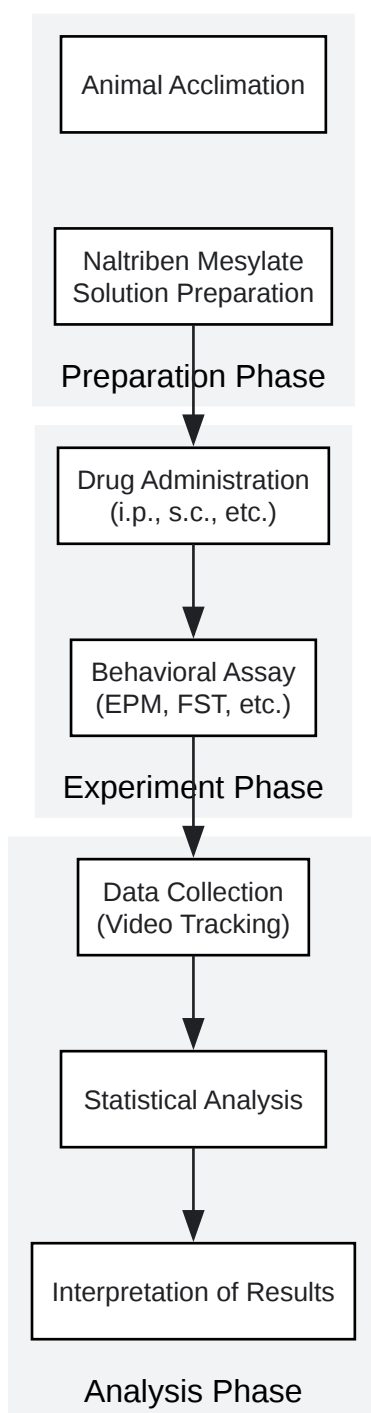 Animal Acclimation
Naltriben Mesylate
Solution Preparation
Preparation Phase
Drug Administration
(i.p., s.c., etc.)
Behavioral Assay
(EPM, FST, etc.)
Experiment Phase
Data Collection
(Video Tracking)
Statistical Analysis
Interpretation of Results
Analysis Phase